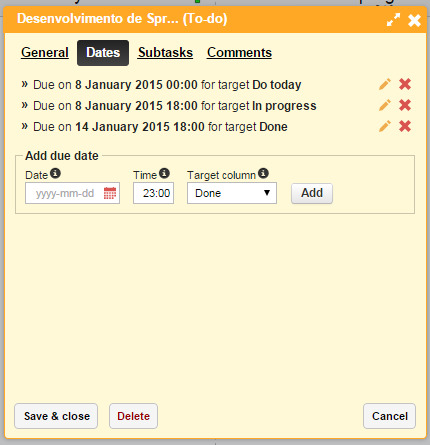 Desenvolvimento de Spr... (To-do)
General Dates Subtasks Comments
» Due on 8 January 2015 00:00 for target Do today
» Due on 8 January 2015 18:00 for target In progress
» Due on 14 January 2015 18:00 for target Done
Add due date
Date Time Target column
yyyy-mm-dd 23:00 Done Add
Save & close Delete Cancel